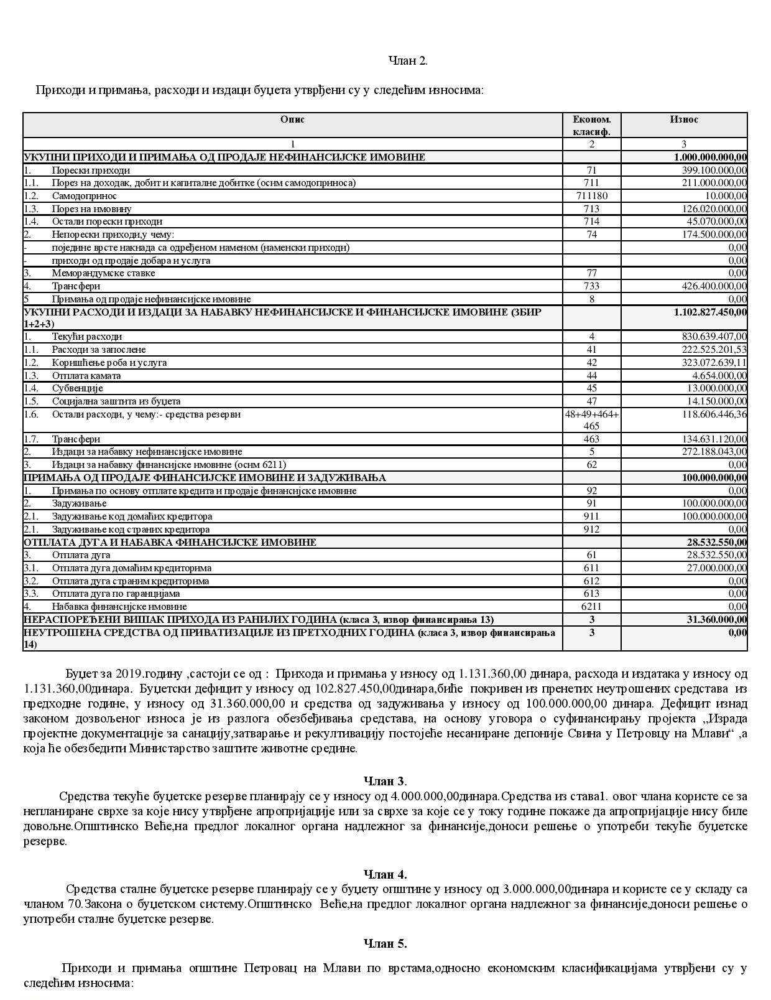 Члан 2.
Приходи и примања, расходи и издаци буџета утврђени су у следећим износима:
Опис Економ. Износ
класиф.
1 2 3
УКУПНИ ПРИХОДИ И ПРИМАЊА ОД ПРОДАЈЕ НЕФИНАНСИЈСКЕ ИМОВИНЕ 1.000.000.000,00
1. Порески приходи 71 399.100.000,00
1.1. Порез на доходак, добит и капиталне добитке (осим самодоприноса) 711 211.000.000,00
1.2. Самодопринос 711180 10.000,00
1.3. Порез на имовину 713 126.020.000,00
1.4. Остали порески приходи 714 45.070.000,00
2. Непорески приходи,у чему: 74 174.500.000,00
- поједине врсте накнада са одређеном наменом (наменски приходи) 0,00
- приходи од продаје добара и услуга 0,00
3. Меморандумске ставке 77 0,00
4. Трансфери 733 426.400.000,00
5 Примања од продаје нефинансијске имовине 8 0,00
УКУПНИ РАСХОДИ И ИЗДАЦИ ЗА НАБАВКУ НЕФИНАНСИЈСКЕ И ФИНАНСИЈСКЕ ИМОВИНЕ (ЗБИР 1.102.827.450,00
1+2+3)
1. Текући расходи 4 830.639.407,00
1.1. Расходи за запослене 41 222.525.201,53
1.2. Коришћење роба и услуга 42 323.072.639,11
1.3. Отплата камата 44 4.654.000,00
1.4. Субвенције 45 13.000.000,00
1.5. Социјална заштита из буџета 47 14.150.000,00
1.6. Остали расходи, у чему:- средства резерви 48+49+464+ 118.606.446,36
465
1.7. Трансфери 463 134.631.120,00
2. Издаци за набавку нефинансијске имовине 5 272.188.043,00
3. Издаци за набавку финансијске имовине (осим 6211) 62 0,00
ПРИМАЊА ОД ПРОДАЈЕ ФИНАНСИЈСКЕ ИМОВИНЕ И ЗАДУЖИВАЊА 100.000.000,00
1. Примања по основу отплате кредита и продаје финансијске имовине 92 0,00
2. Задуживање 91 100.000.000,00
2.1. Задуживање код домаћих кредитора 911 100.000.000,00
2.1. Задуживање код страних кредитора 912 0,00
ОТПЛАТА ДУГА И НАБАВКА ФИНАНСИЈСКЕ ИМОВИНЕ 28.532.550,00
3. Отплата дуга 61 28.532.550,00
3.1. Отплата дуга домаћим кредиторима 611 27.000.000,00
3.2. Отплата дуга страним кредиторима 612 0,00
3.3. Отплата дуга по гаранцијама 613 0,00
4. Набавка финансијске имовине 6211 0,00
НЕРАСПОРЕЂЕНИ ВИШАК ПРИХОДА ИЗ РАНИЈИХ ГОДИНА (класа 3, извор финансирања 13) 3 31.360.000,00
НЕУТРОШЕНА СРЕДСТВА ОД ПРИВАТИЗАЦИЈЕ ИЗ ПРЕТХОДНИХ ГОДИНА (класа 3, извор финансирања 3 0,00
14)
Буџет за 2019.годину ,састоји се од : Прихода и примања у износу од 1.131.360,00 динара, расхода и издатака у износу од
1.131.360,00динара. Буџетски дефицит у износу од 102.827.450,00динара,биће покривен из пренетих неутрошених средстава из
предходне године, у износу од 31.360.000,00 и средства од задуживања у износу од 100.000.000,00 динара. Дефицит изнад
законом дозвољеног износа је из разлога обезбеђивања средстава, на основу уговора о суфинансирању пројекта ,,Израда
пројектне документације за санацију,затварање и рекултивацију постојеће несаниране депоније Свина у Петровцу на Млави“ ,а
која ће обезбедити Министарство заштите животне средине.
Члан 3.
Средства текуће буџетске резерве планирају се у износу од 4.000.000,00динара.Средства из става1. овог члана користе се за
непланиране сврхе за које нису утврђене апропријације или за сврхе за које се у току године покаже да апропријације нису биле
довољне.Општинско Веће,на предлог локалног органа надлежног за финансије,доноси решење о употреби текуће буџетске
резерве.
Члан 4.
Средства сталне буџетске резерве планирају се у буџету општине у износу од 3.000.000,00динара и користе се у складу са
чланом 70.Закона о буџетском систему.Општинско Веће,на предлог локалног органа надлежног за финансије,доноси решење о
употреби сталне буџетске резерве.
Члан 5.
Приходи и примања општине Петровац на Млави по врстама,односно економским класификацијама утврђени су у
следећим износима: